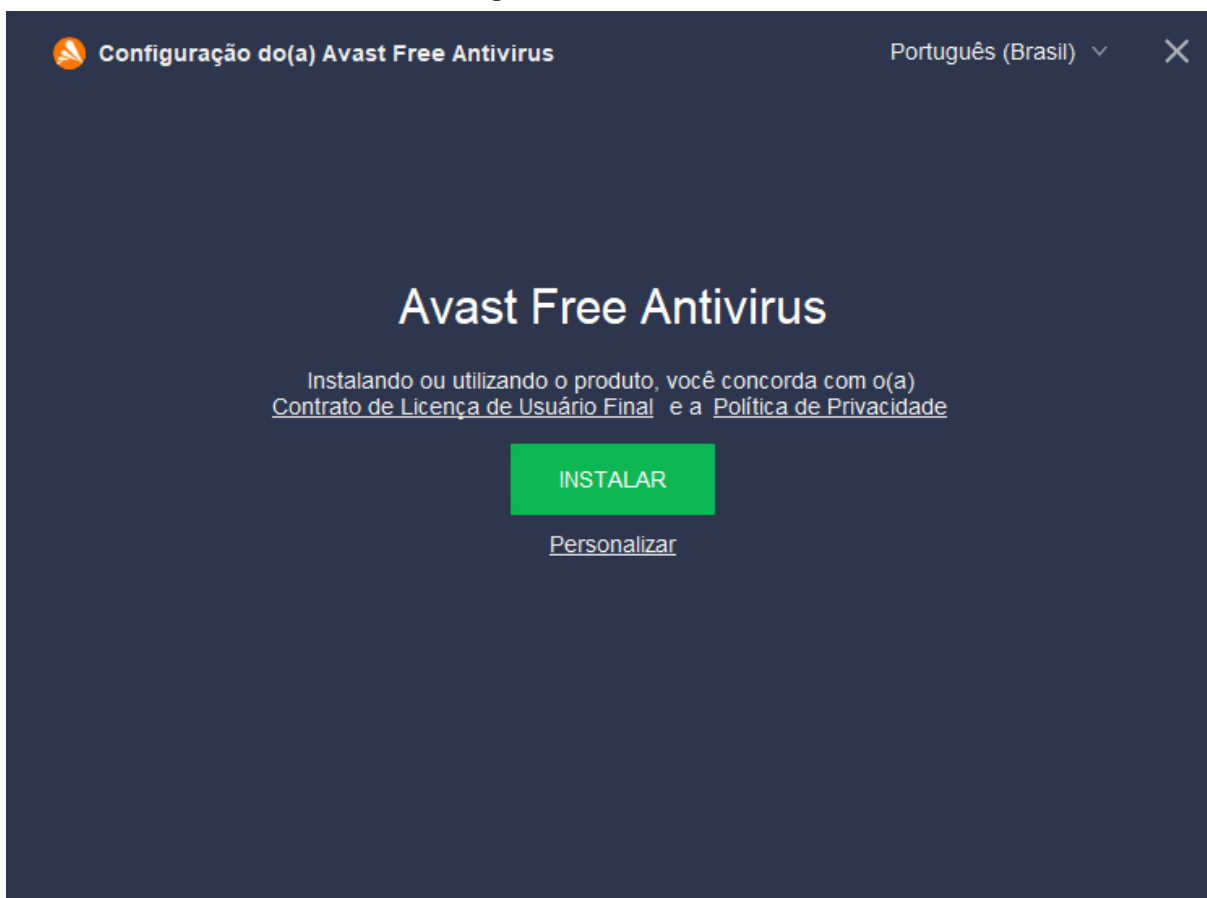 Configuração do(a) Avast Free Antivirus
Português (Brasil)
Avast Free Antivirus
Instalando ou utilizando o produto, você concorda com o(a)
Contrato de Licença de Usuário Final e a Política de Privacidade
INSTALAR
Personalizar